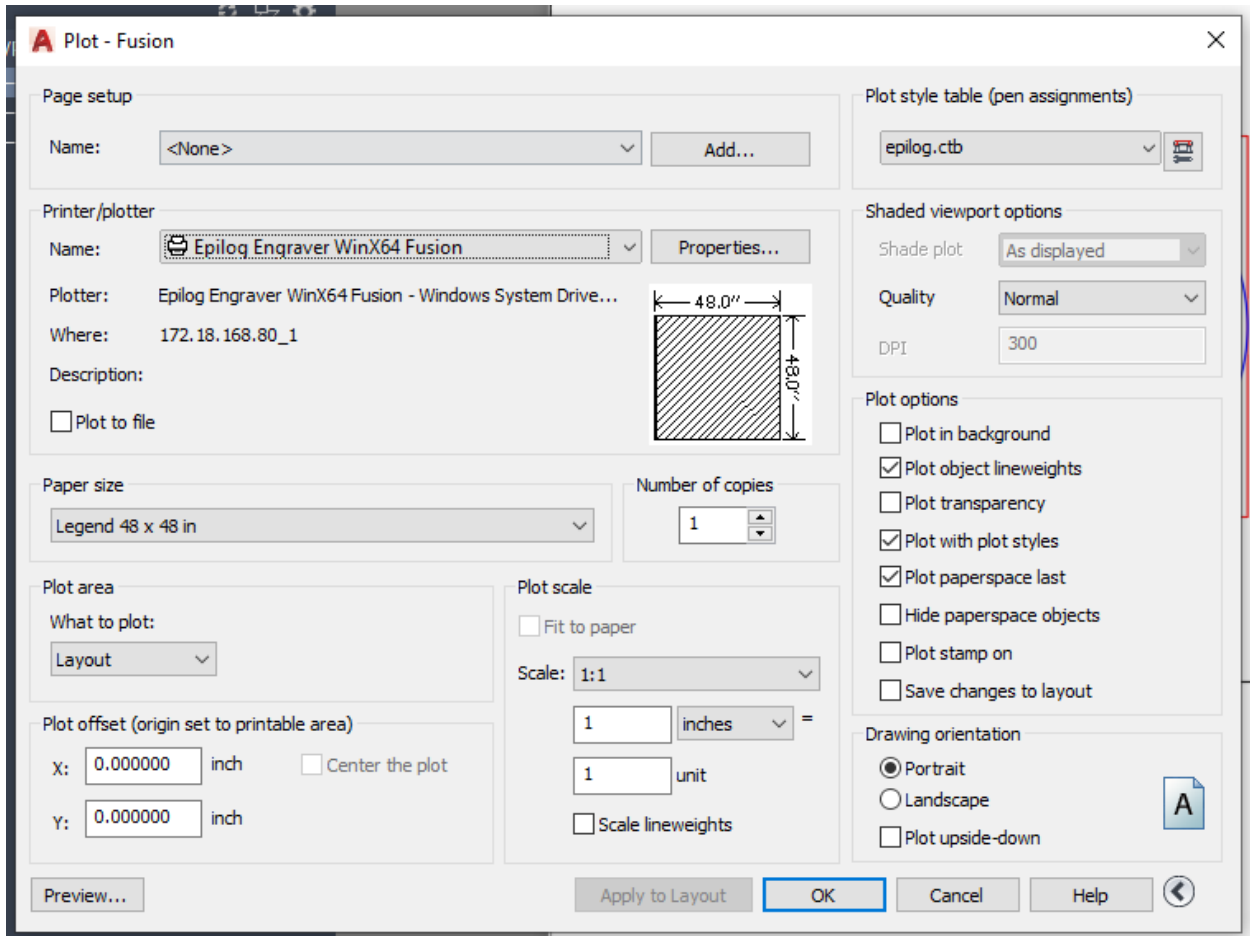 Plot - Fusion
Page setup
Name:
<None>
Add...
Plot style table (pen assignments)
epilog.ctb
Printer/plotter
Name:
Epilog Engraver WinX64 Fusion
Properties...
Plotter:
Epilog Engraver WinX64 Fusion - Windows System Drive...
Where:
172.18.168.80_1
Description:
Plot to file
48.0′′
48.0′′
Shaded viewport options
Shade plot
As displayed
Quality
Normal
DPI
300
Paper size
Legend 48 x 48 in
Number of copies
1
Plot options
Plot in background
Plot object lineweights
Plot transparency
Plot with plot styles
Plot paperspace last
Hide paperspace objects
Plot stamp on
Save changes to layout
Plot area
What to plot:
Layout
Plot scale
Fit to paper
Scale:
1:1
1
inches
=
1
unit
Scale lineweights
Plot offset (origin set to printable area)
X:
0.000000
inch
Center the plot
Y:
0.000000
inch
Drawing orientation
Portrait
Landscape
Plot upside-down
A
Preview...
Apply to Layout
OK
Cancel
Help